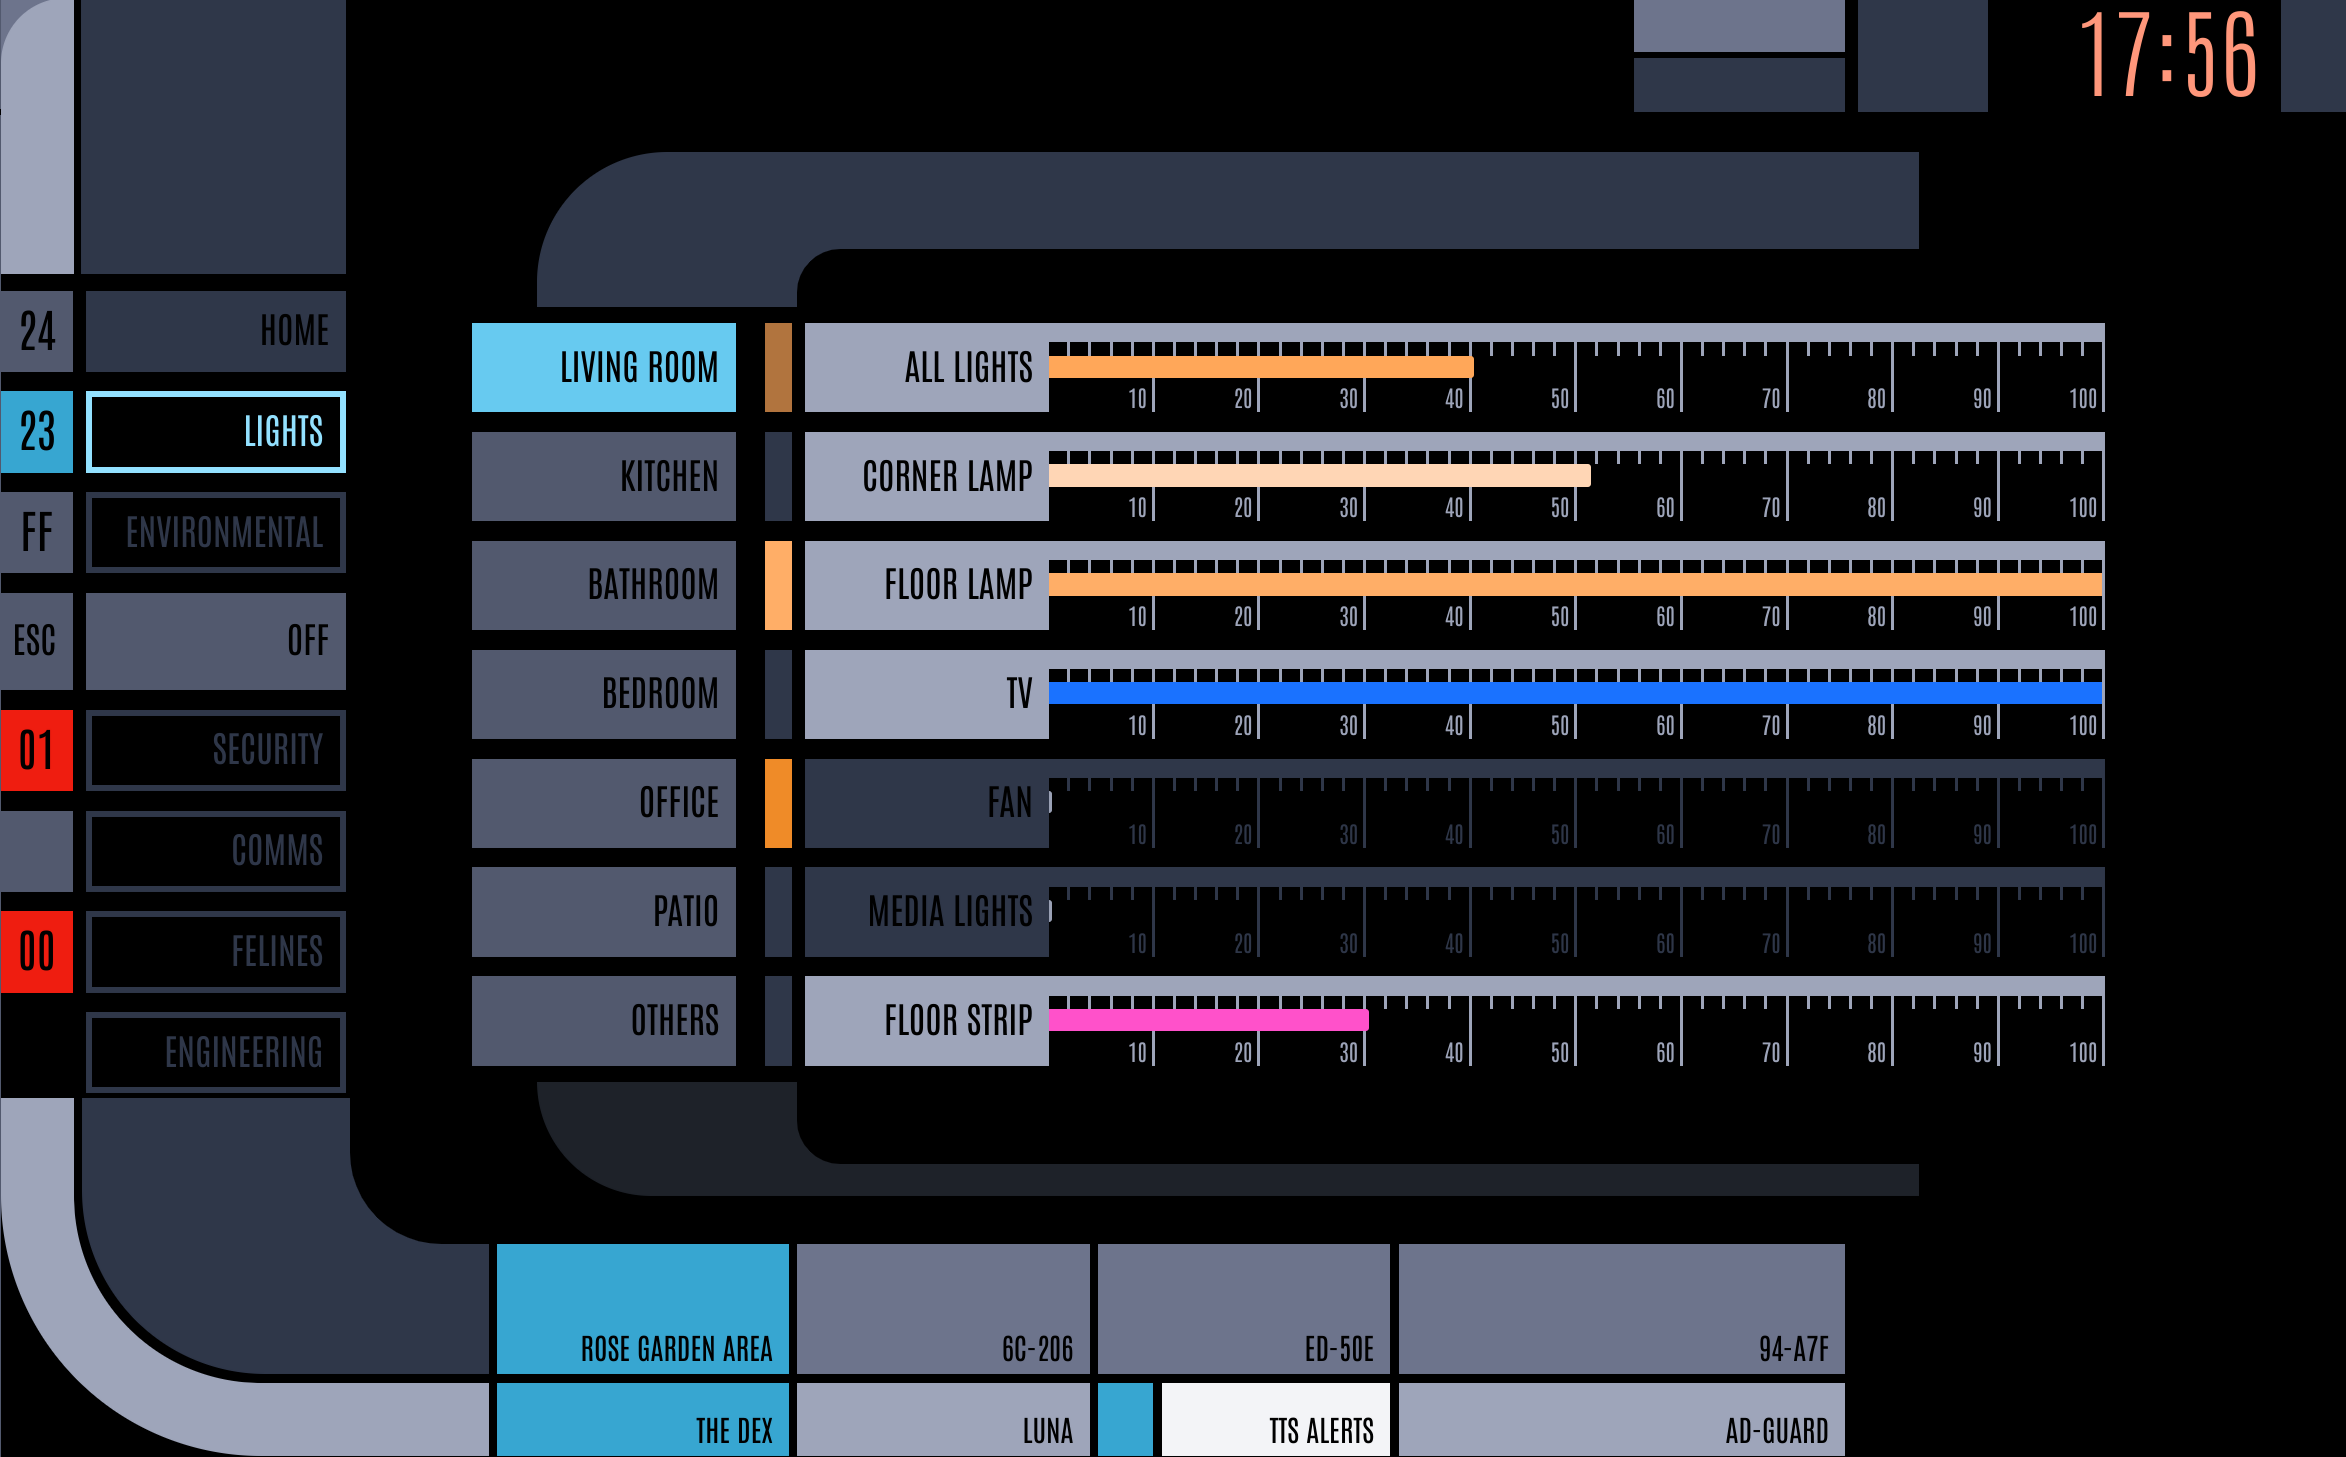 17:56
24 HOME
23 LIGHTS
FF ENVIRONMENTAL
ESC OFF
01 SECURITY
COMMS
00 FELINES
ENGINEERING
LIVING ROOM
KITCHEN
BATHROOM
BEDROOM
OFFICE
PATIO
OTHERS
ALL LIGHTS
10 20 30 40 50 60 70 80 90 100
CORNER LAMP
10 20 30 40 50 60 70 80 90 100
FLOOR LAMP
10 20 30 40 50 60 70 80 90 100
TV
10 20 30 40 50 60 70 80 90 100
FAN
10 20 30 40 50 60 70 80 90 100
MEDIA LIGHTS
10 20 30 40 50 60 70 80 90 100
FLOOR STRIP
10 20 30 40 50 60 70 80 90 100
ROSE GARDEN AREA
6C-206
ED-50E
94-A7F
THE DEX
LUNA
TTS ALERTS
AD-GUARD